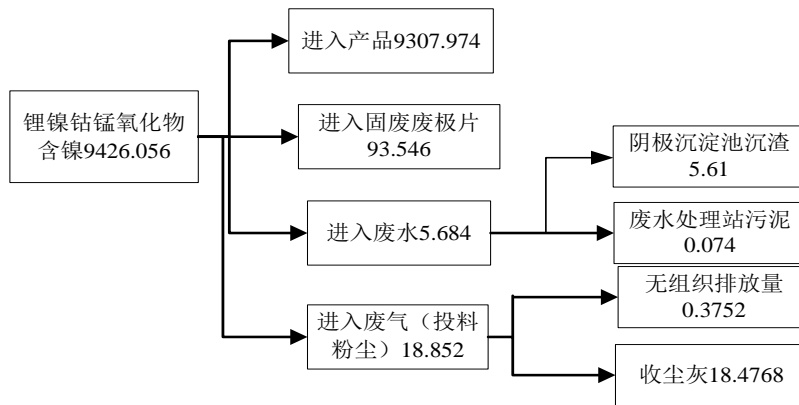 进入产品9307.974
锂镍钴锰氧化物
含镍9426.056
进入固废废极片
93.546
阴极沉淀池沉渣
5.61
进入废水5.684
废水处理站污泥
0.074
无组织排放量
0.3752
进入废气（投料
粉尘）18.852
收尘灰18.4768